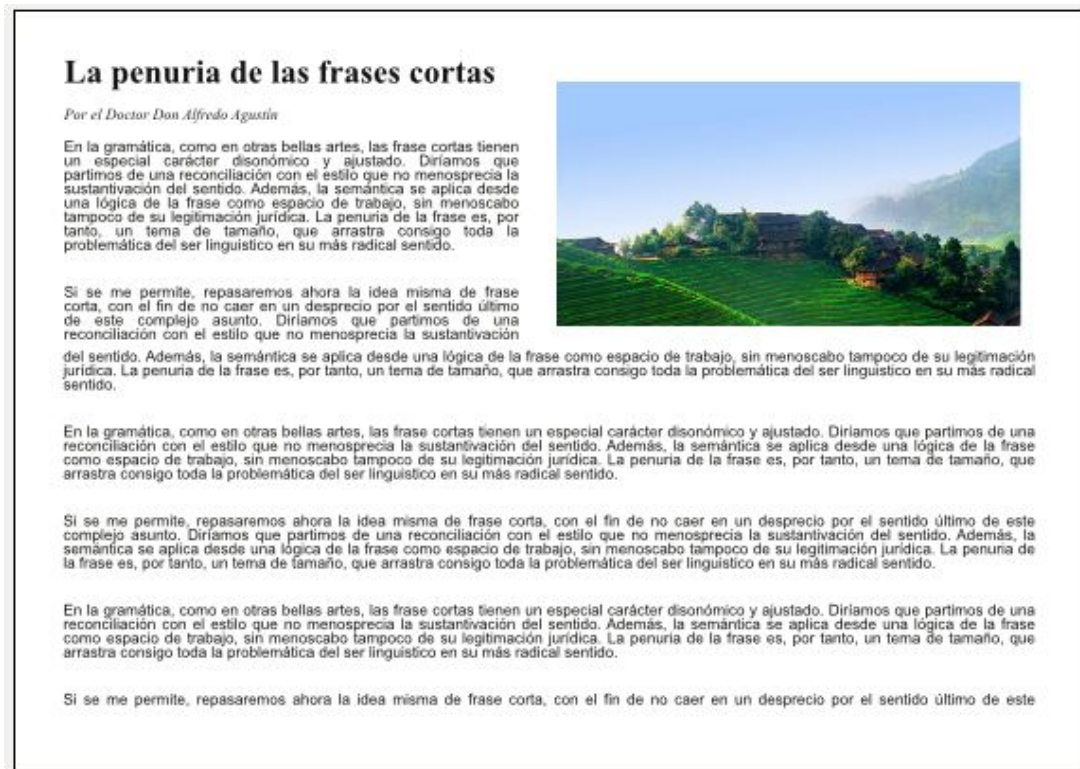 La penuria de las frases cortas
Por el Doctor Don Alfredo Agustín
En la gramática, como en otras bellas artes, las frase cortas tienen
un especial carácter disonómico y ajustado. Diríamos que
partimos de una reconciliación con el estilo que no menosprecia la
sustantivación del sentido. Además, la semántica se aplica desde
una lógica de la frase como espacio de trabajo, sin menoscabo
tampoco de su legitimación jurídica. La penuria de la frase es, por
tanto, un tema de tamaño, que arrastra consigo toda la
problemática del ser linguistico en su más radical sentido.
Si se me permite, repasaremos ahora la idea misma de frase
corta, con el fin de no caer en un desprecio por el sentido último
de este complejo asunto. Diríamos que partimos de una
reconciliación con el estilo que no menosprecia la sustantivación
del sentido. Además, la semántica se aplica desde una lógica de la frase como espacio de trabajo, sin menoscabo tampoco de su legitimación
jurídica. La penuria de la frase es, por tanto, un tema de tamaño, que arrastra consigo toda la problemática del ser linguistico en su más radical
sentido.
En la gramática, como en otras bellas artes, las frase cortas tienen un especial carácter disonómico y ajustado. Diríamos que partimos de una
reconciliación con el estilo que no menosprecia la sustantivación del sentido. Además, la semántica se aplica desde una lógica de la frase
como espacio de trabajo, sin menoscabo tampoco de su legitimación jurídica. La penuria de la frase es, por tanto, un tema de tamaño, que
arrastra consigo toda la problemática del ser linguistico en su más radical sentido.
Si se me permite, repasaremos ahora la idea misma de frase corta, con el fin de no caer en un desprecio por el sentido último de este
complejo asunto. Diríamos que partimos de una reconciliación con el estilo que no menosprecia la sustantivación del sentido. Además, la
semántica se aplica desde una lógica de la frase como espacio de trabajo, sin menoscabo tampoco de su legitimación jurídica. La penuria de
la frase es, por tanto, un tema de tamaño, que arrastra consigo toda la problemática del ser linguistico en su más radical sentido.
En la gramática, como en otras bellas artes, las frase cortas tienen un especial carácter disonómico y ajustado. Diríamos que partimos de una
reconciliación con el estilo que no menosprecia la sustantivación del sentido. Además, la semántica se aplica desde una lógica de la frase
como espacio de trabajo, sin menoscabo tampoco de su legitimación jurídica. La penuria de la frase es, por tanto, un tema de tamaño, que
arrastra consigo toda la problemática del ser linguistico en su más radical sentido.
Si se me permite, repasaremos ahora la idea misma de frase corta, con el fin de no caer en un desprecio por el sentido último de este